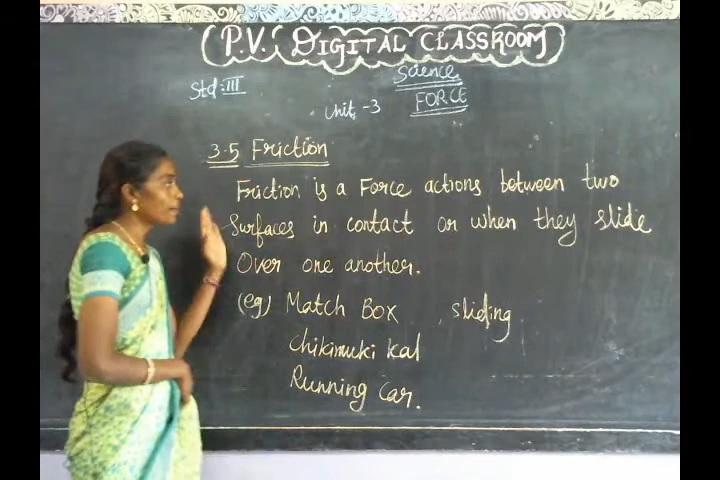 P.V. DIGITAL CLASSROOM
Science
Std: III
Unit - 3 FORCE
3.5 Friction
Friction is a Force actions between two
Surfaces in contact or when they slide
Over one another.
(eg) Match Box sliding
Chikimuki kal
Running car.